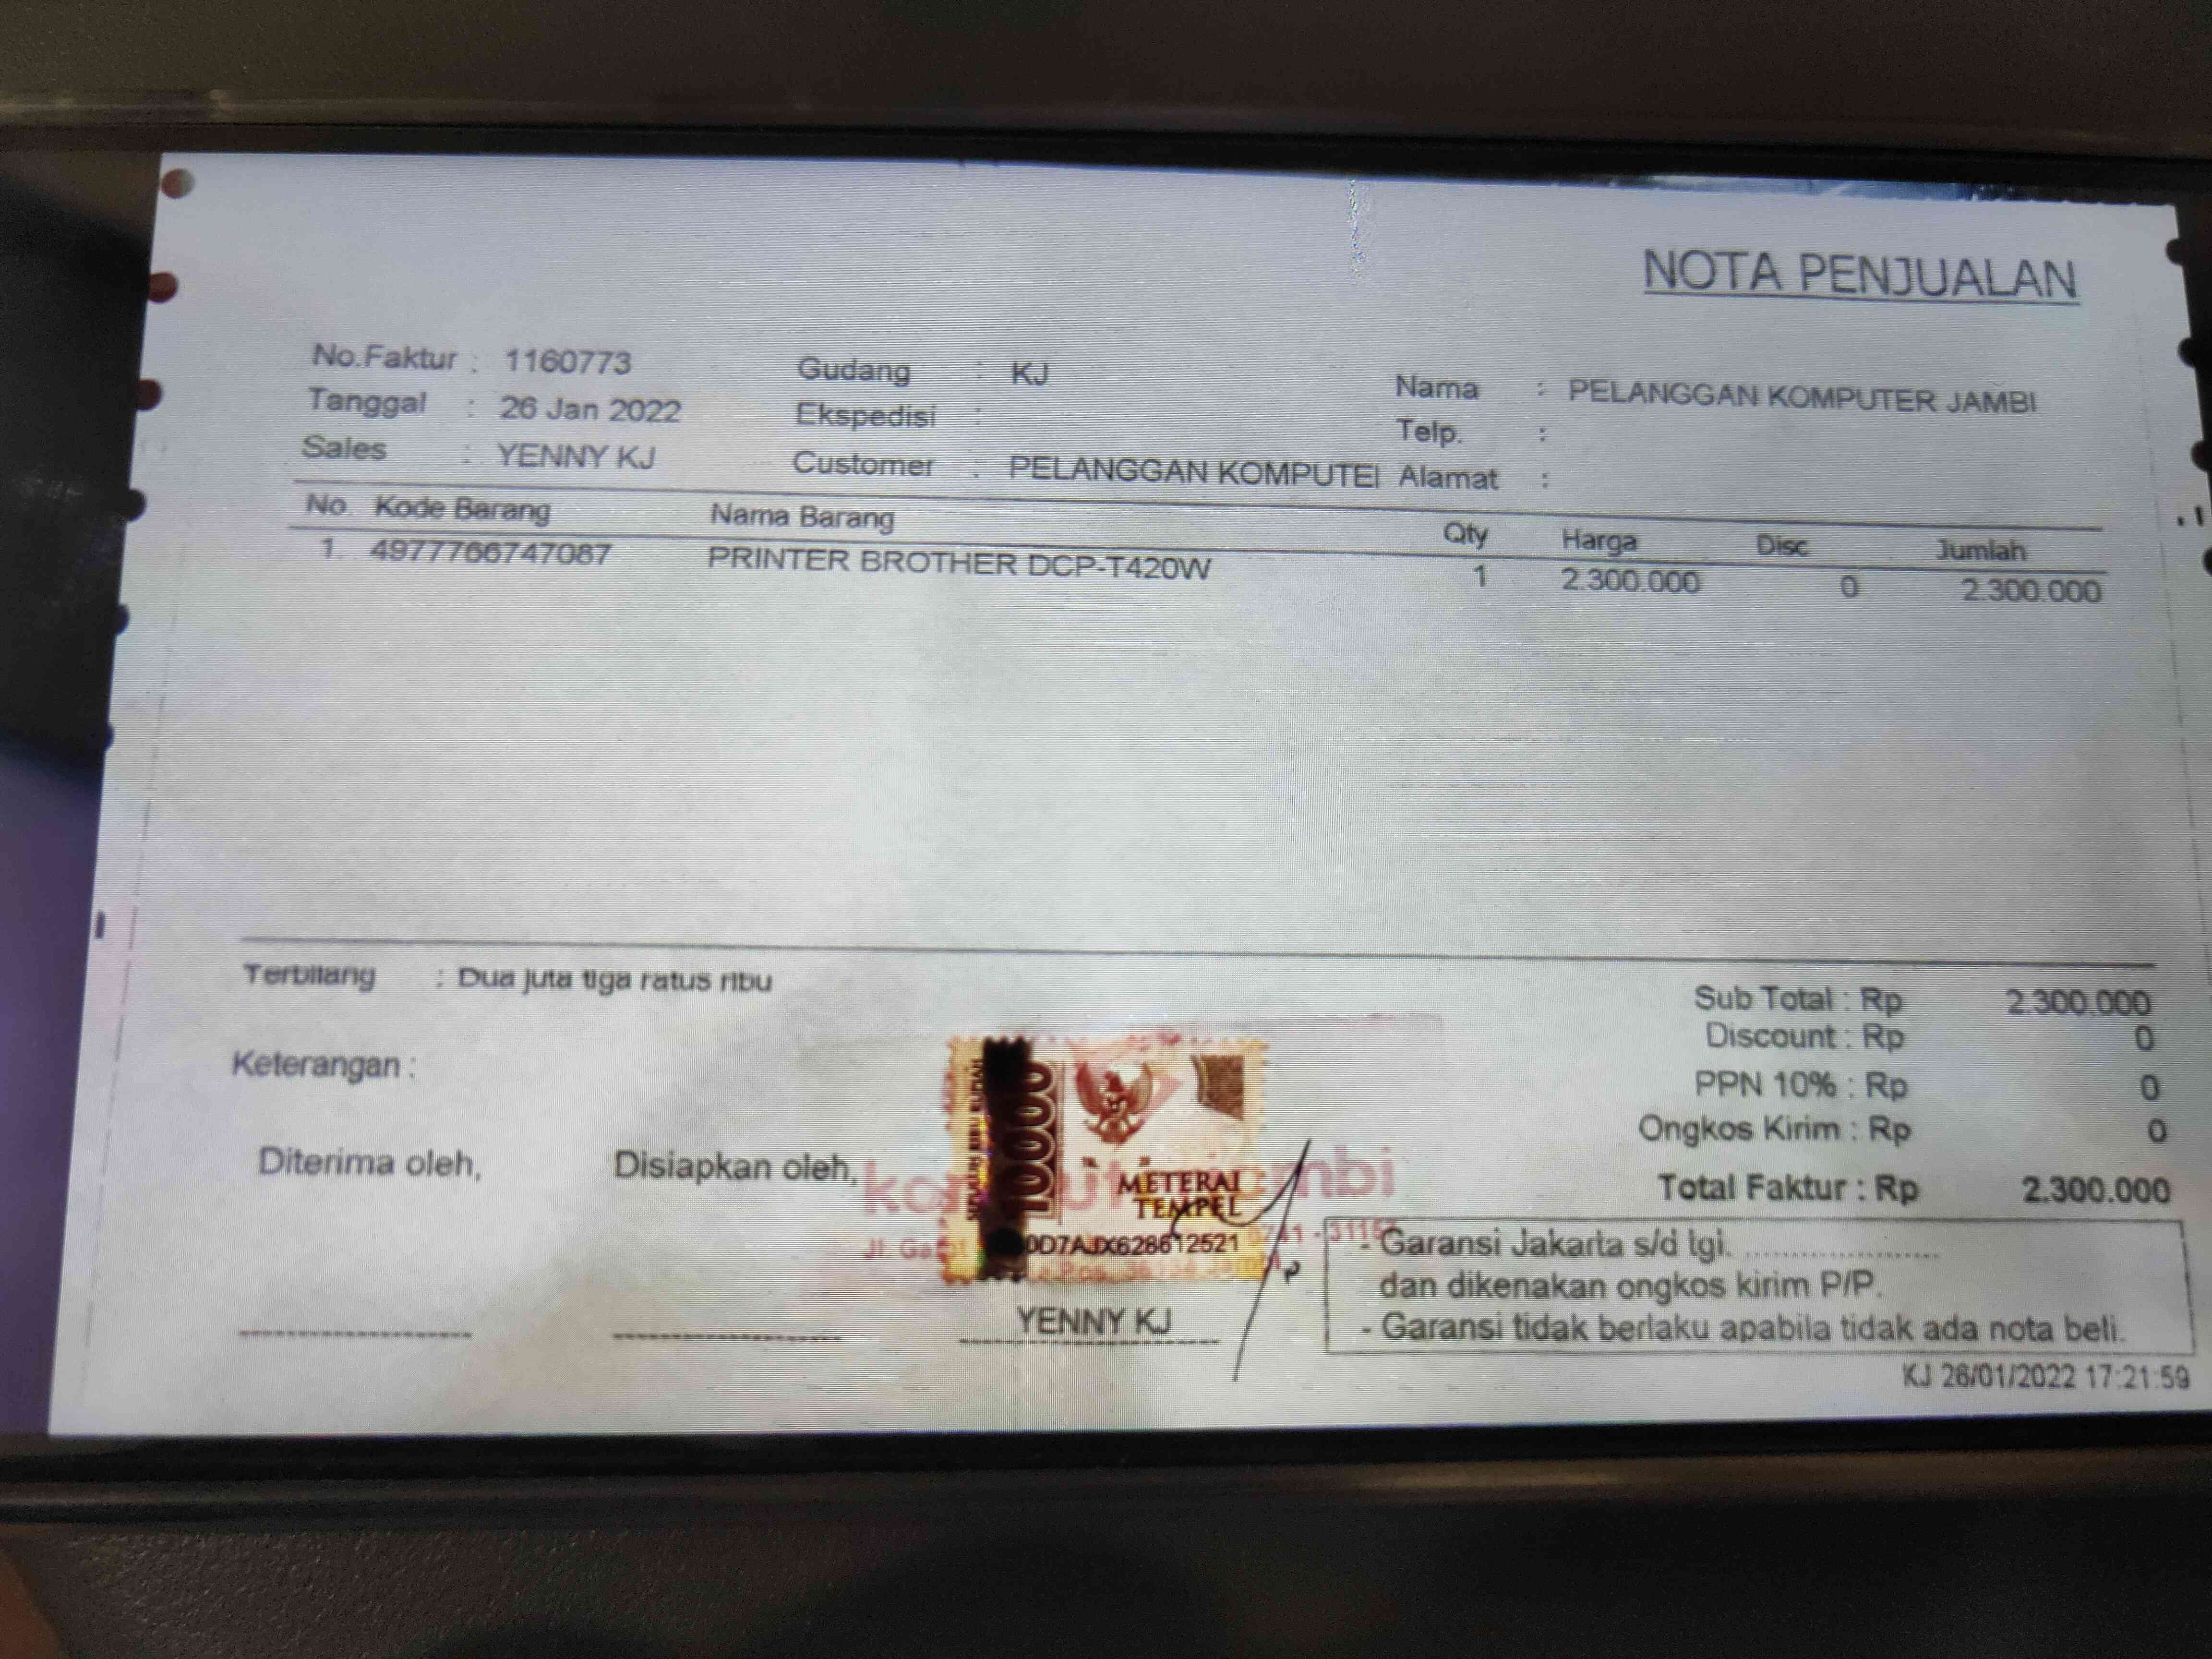 NOTA PENJUALAN
No.Faktur : 1160773
Tanggal : 26 Jan 2022
Sales : YENNY KJ
Gudang : KJ
Ekspedisi :
Customer : PELANGGAN KOMPUTEI
Nama : PELANGGAN KOMPUTER JAMBI
Telp. :
Alamat :
No. Kode Barang Nama Barang Qty Harga Disc Jumlah
1. 4977766747087 PRINTER BROTHER DCP-T420W 1 2.300.000 0 2.300.000
Terbilang : Dua juta tiga ratus ribu
Sub Total : Rp 2.300.000
Discount : Rp 0
PPN 10% : Rp 0
Ongkos Kirim : Rp 0
Total Faktur : Rp 2.300.000
Keterangan :
Diterima oleh,
Disiapkan oleh,
10000
METERAI
TEMPEL
0D7AJX628612521
YENNY KJ
- Garansi Jakarta s/d tgl. ....................
dan dikenakan ongkos kirim P/P.
- Garansi tidak berlaku apabila tidak ada nota beli.
KJ 26/01/2022 17:21:59